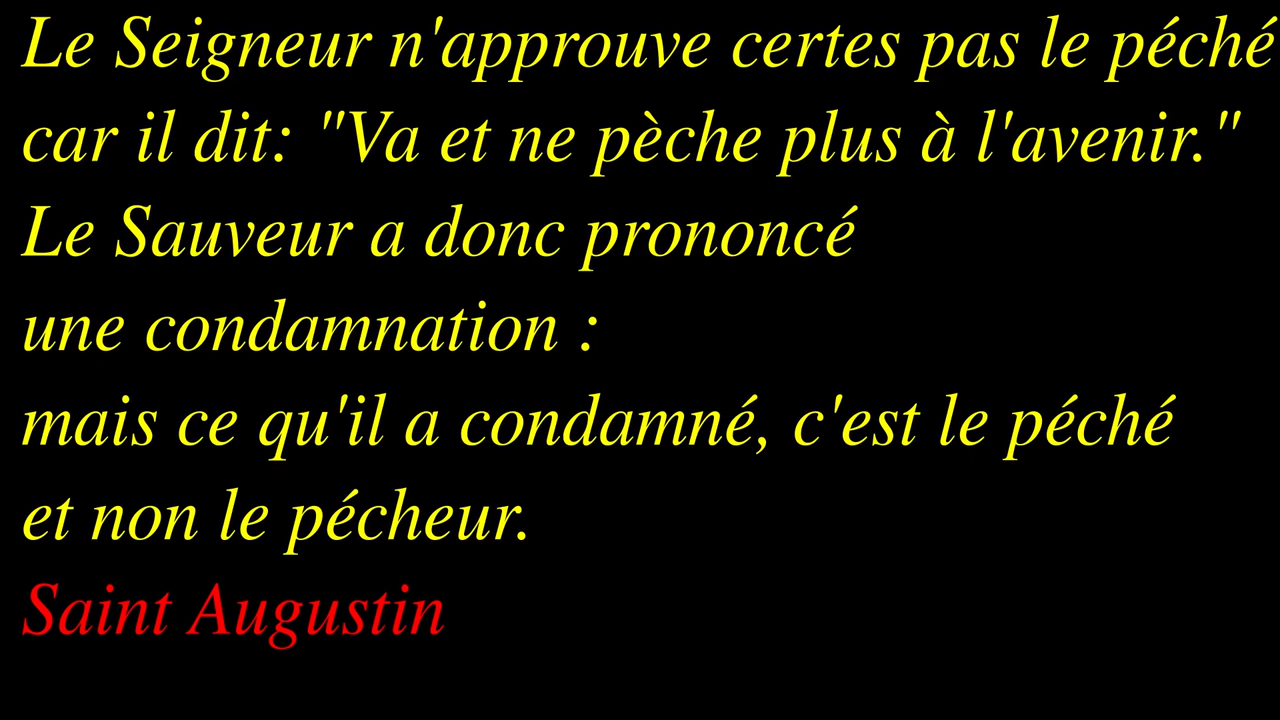 Le Seigneur n'approuve certes pas le péché
car il dit: "Va et ne pèche plus à l'avenir."
Le Sauveur a donc prononcé
une condamnation :
mais ce qu'il a condamné, c'est le péché
et non le pécheur.
Saint Augustin